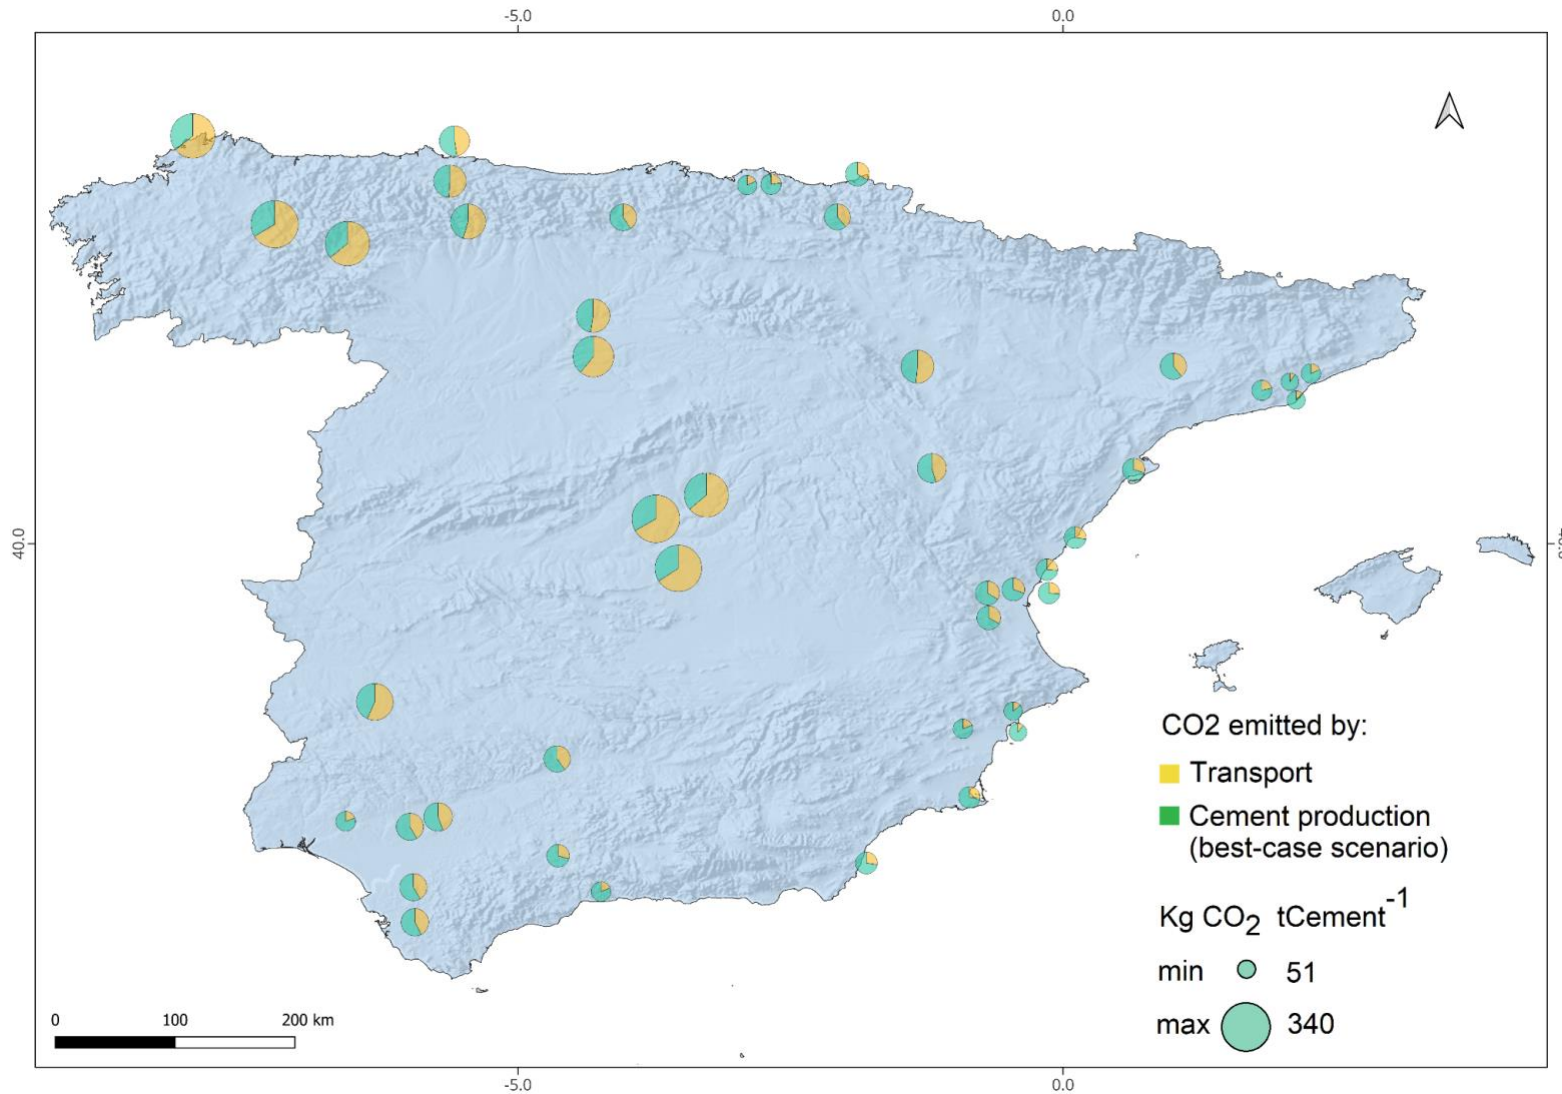 -5.0 0.0
40.0
CO2 emitted by:
Transport
Cement production
(best-case scenario)
Kg CO2 tCement-1
min 51
max 340
0 100 200 km
-5.0 0.0